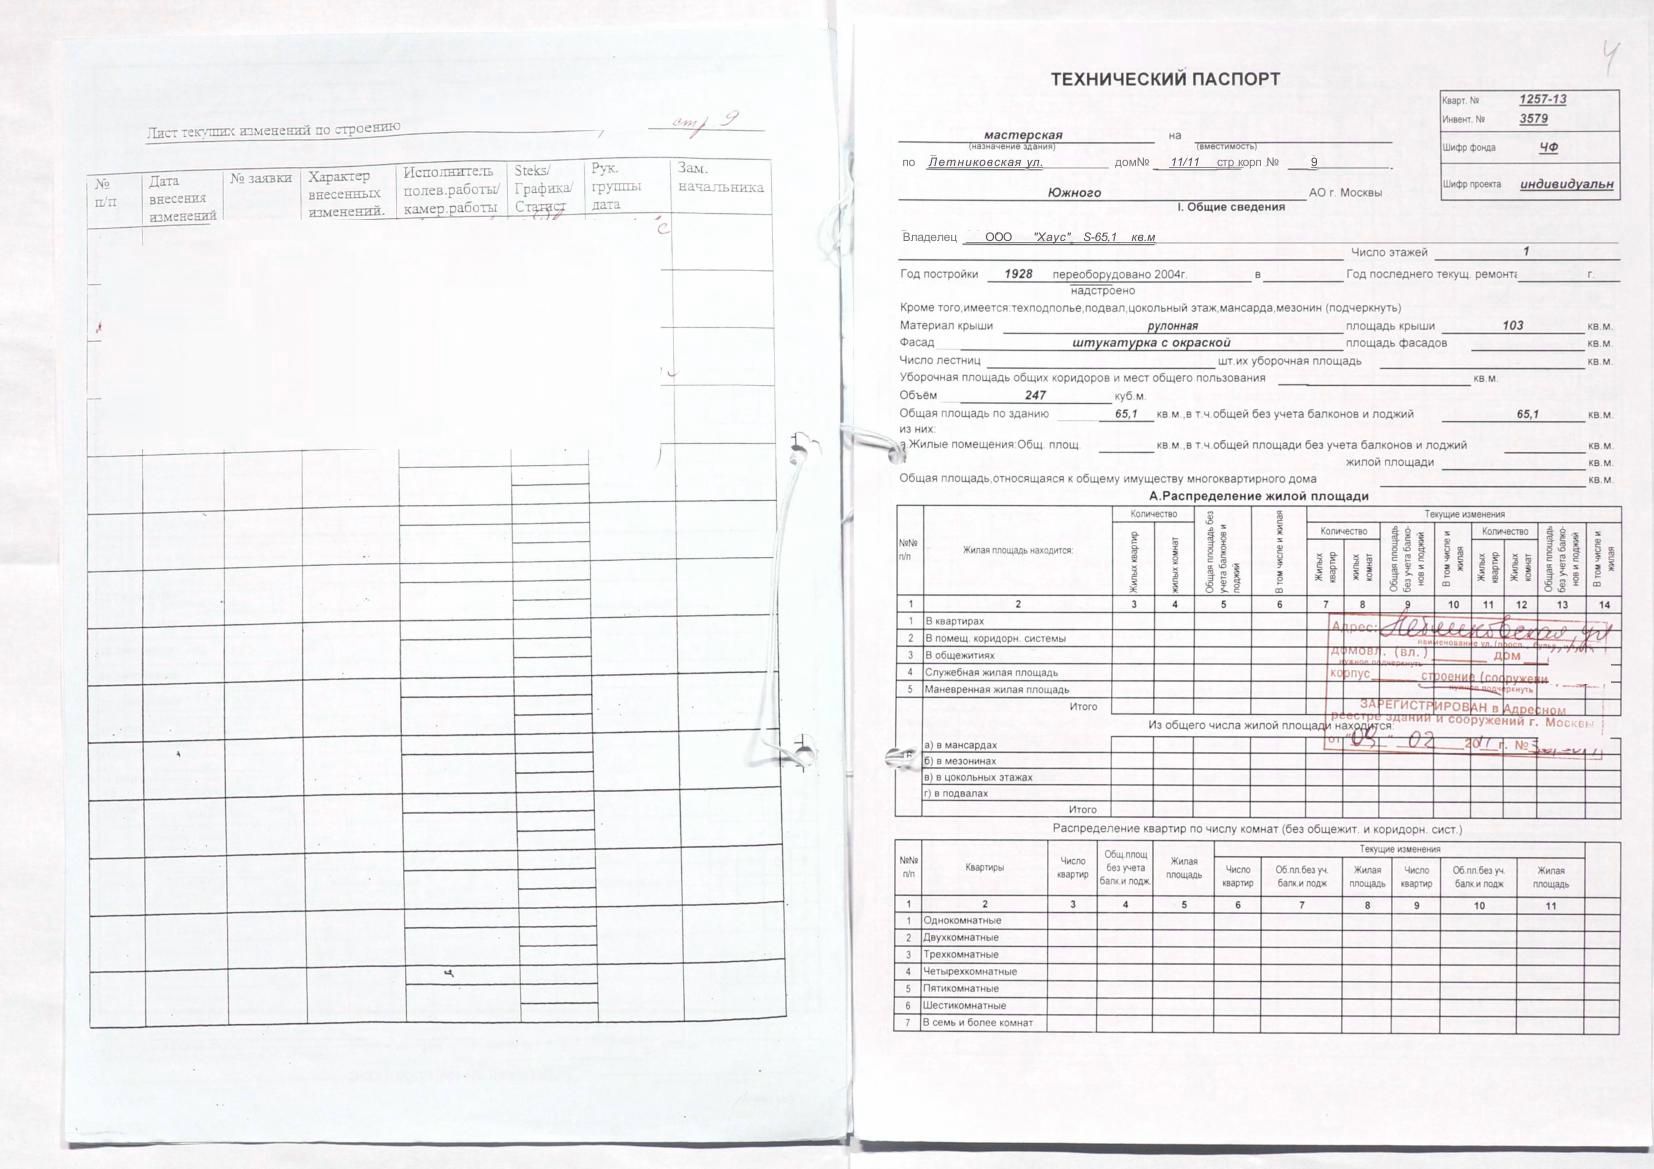 Лист текущих изменений по строению , стр 9
№ п/п
Дата внесения изменений
№ заявки
Характер внесенных изменений.
Исполнитель полев.работы/ камер.работы
Steks/ Графика/ Статист
Рук. группы дата
Зам. начальника
4
ТЕХНИЧЕСКИЙ ПАСПОРТ
Кварт. № 1257-13
Инвент. № 3579
Шифр фонда ЧФ
Шифр проекта индивидуальн
мастерская на
(назначение здания) (вместимость)
по Летниковская ул. дом№ 11/11 стр корп № 9
Южного АО г. Москвы
I. Общие сведения
Владелец ООО "Хаус" S-65,1 кв.м
Число этажей 1
Год постройки 1928 переоборудовано 2004г. в Год последнего текущ. ремонта г.
надстроено
Кроме того,имеется:техподполье,подвал,цокольный этаж,мансарда,мезонин (подчеркнуть)
Материал крыши рулонная площадь крыши 103 кв.м.
Фасад штукатурка с окраской площадь фасадов кв.м.
Число лестниц шт.их уборочная площадь кв.м.
Уборочная площадь общих коридоров и мест общего пользования кв.м.
Объём 247 куб.м.
Общая площадь по зданию 65,1 кв.м.,в т.ч.общей без учета балконов и лоджий 65,1 кв.м.
из них:
а.Жилые помещения:Общ. площ. кв.м.,в т.ч.общей площади без учета балконов и лоджий кв.м.
жилой площади кв.м.
Общая площадь,относящаяся к общему имуществу многоквартирного дома кв.м.
А.Распределение жилой площади
№№ п/п
Жилая площадь находится:
Количество
Жилых квартир
жилых комнат
Общая площадь без учета балконов и лоджий
В том числе и жилая
Текущие изменения
Количество
Жилых квартир
жилых комнат
Общая площадь без учета балко- нов и лоджий
В том числе и жилая
Количество
Жилых квартир
Жилых комнат
Общая площадь без учета балко- нов и лоджий
В том числе и жилая
1 2 3 4 5 6 7 8 9 10 11 12 13 14
1 В квартирах
2 В помещ. коридорн. системы
3 В общежитиях
4 Служебная жилая площадь
5 Маневренная жилая площадь
Итого
Из общего числа жилой площади находится:
а) в мансардах
б) в мезонинах
в) в цокольных этажах
г) в подвалах
Итого
Адрес: Летниковская, ул
наименование ул.
домовл. (вл.) дом
нужное подчеркнуть
корпус строение (сооружени
нужное подчеркнуть
ЗАРЕГИСТРИРОВАН в Адресном
реестре зданий и сооружений г. Москвы
от "09" 02 2011 г. №
Распределение квартир по числу комнат (без общежит. и коридорн. сист.)
№№ п/п
Квартиры
Число квартир
Общ.площ без учета балк.и лодж.
Жилая площадь
Текущие изменения
Число квартир
Об.пл.без уч. балк.и лодж
Жилая площадь
Число квартир
Об.пл.без уч. балк.и лодж
Жилая площадь
1 2 3 4 5 6 7 8 9 10 11
1 Однокомнатные
2 Двухкомнатные
3 Трехкомнатные
4 Четырехкомнатные
5 Пятикомнатные
6 Шестикомнатные
7 В семь и более комнат